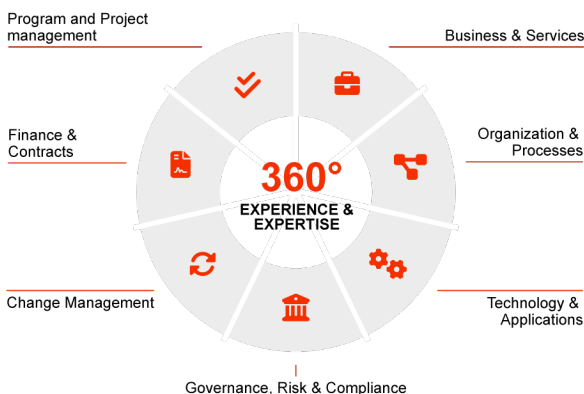 Program and Project
management
Business & Services
Finance &
Contracts
Organization &
Processes
360°
EXPERIENCE &
EXPERTISE
Change Management
Technology &
Applications
Governance, Risk & Compliance